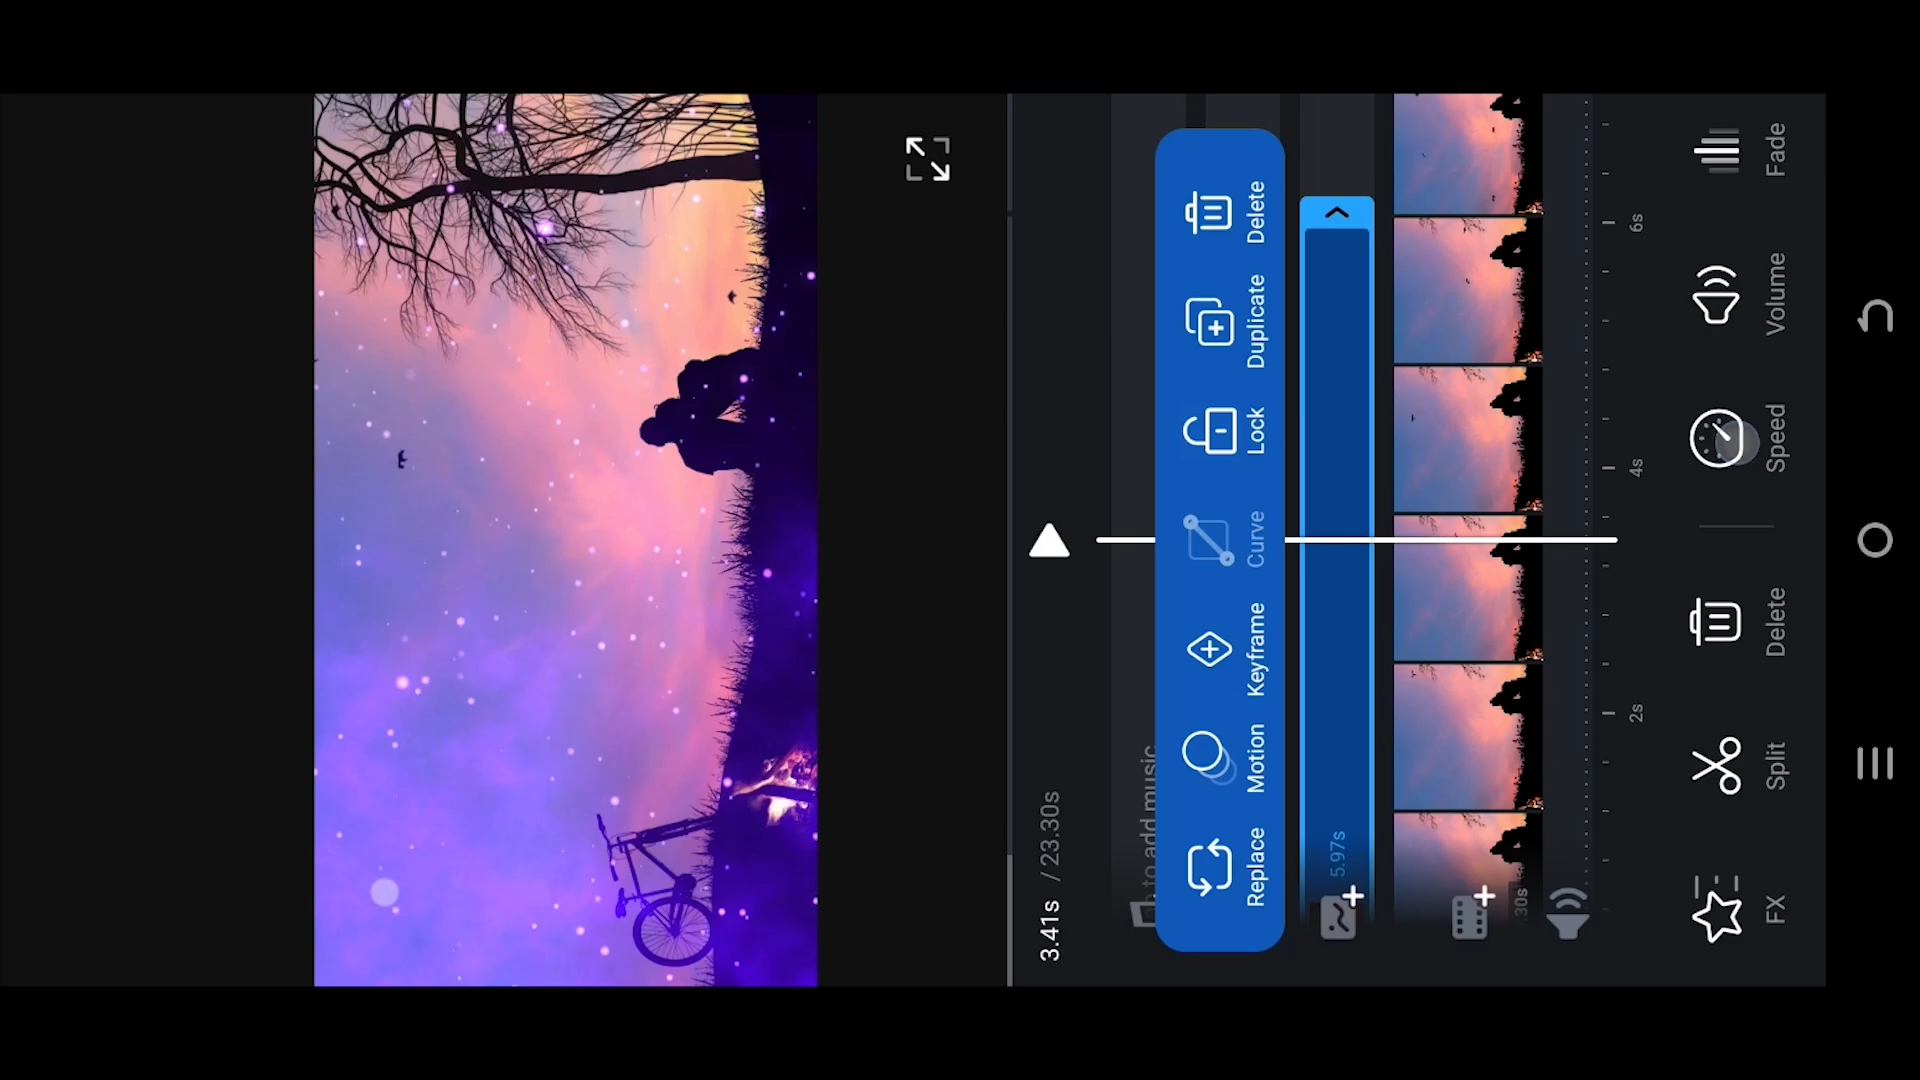 3.41s / 23.30s
to add music
Replace
Motion
Keyframe
Curve
Lock
Duplicate
Delete
5.97s
30s
2s
4s
6s
FX
Split
Delete
Speed
Volume
Fade